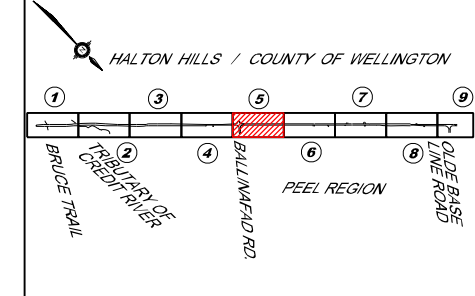 HALTON HILLS / COUNTY OF WELLINGTON
1
3
5
7
9
2
4
6
8
BRUCE TRAIL
TRIBUTARY OF
CREDIT RIVER
BALLINAFAD RD.
PEEL REGION
OLDE BASE
LINE ROAD